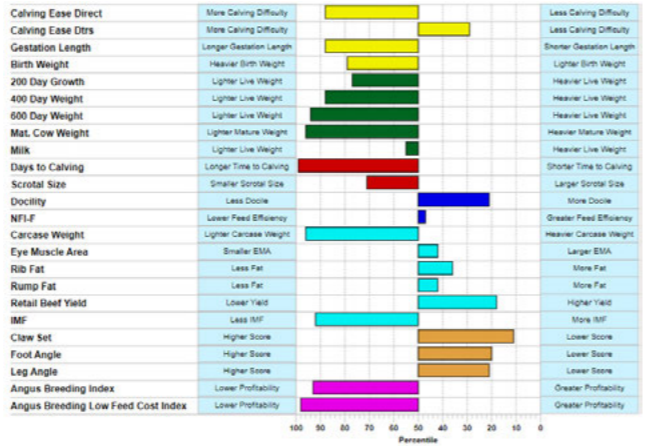 Calving Ease Direct More Calving Difficulty Less Calving Difficulty
Calving Ease Dtrs More Calving Difficulty Less Calving Difficulty
Gestation Length Longer Gestation Length Shorter Gestation Length
Birth Weight Heavier Birth Weight Lighter Birth Weight
200 Day Growth Lighter Live Weight Heavier Live Weight
400 Day Weight Lighter Live Weight Heavier Live Weight
600 Day Weight Lighter Live Weight Heavier Live Weight
Mat. Cow Weight Lighter Mature Weight Heavier Mature Weight
Milk Lighter Live Weight Heavier Live Weight
Days to Calving Longer Time to Calving Shorter Time to Calving
Scrotal Size Smaller Scrotal Size Larger Scrotal Size
Docility Less Docile More Docile
NFI-F Lower Feed Efficiency Greater Feed Efficiency
Carcase Weight Lighter Carcase Weight Heavier Carcase Weight
Eye Muscle Area Smaller EMA Larger EMA
Rib Fat Less Fat More Fat
Rump Fat Less Fat More Fat
Retail Beef Yield Lower Yield Higher Yield
IMF Less IMF More IMF
Claw Set Higher Score Lower Score
Foot Angle Higher Score Lower Score
Leg Angle Higher Score Lower Score
Angus Breeding Index Lower Profitability Greater Profitability
Angus Breeding Low Feed Cost Index Lower Profitability Greater Profitability
100 90 80 70 60 50 40 30 20 10 0
Percentile